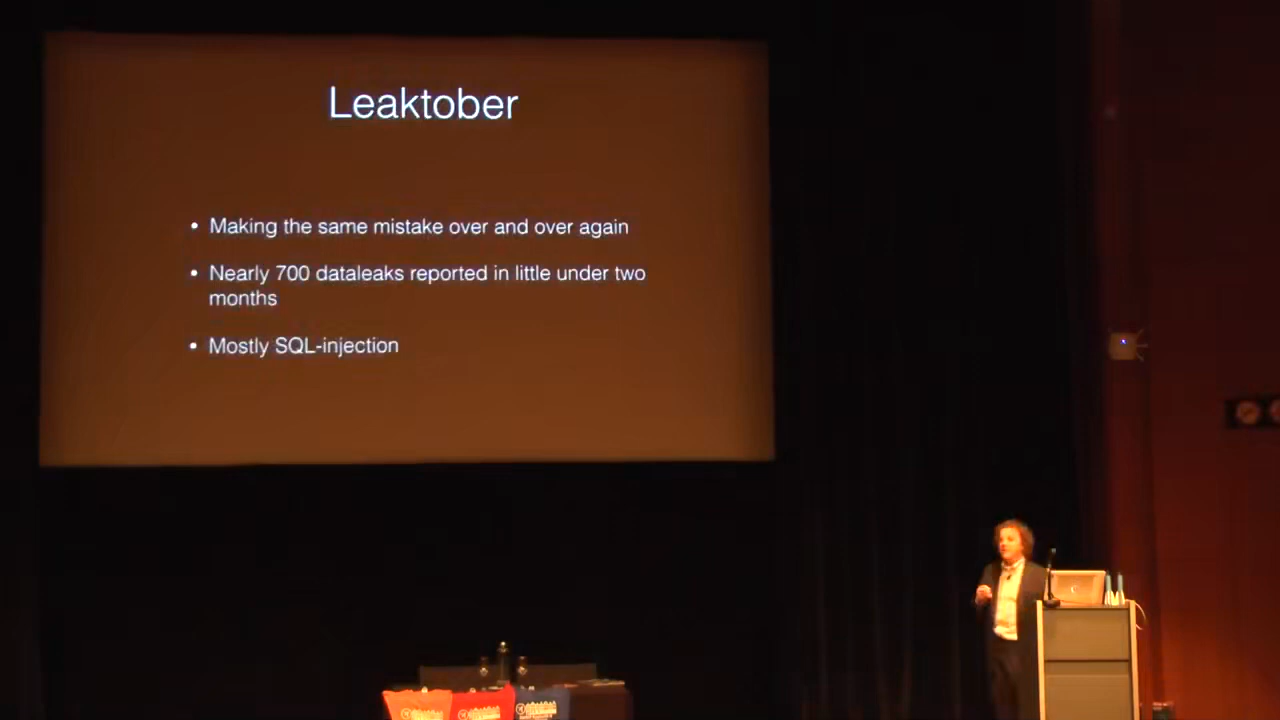 Leaktober
• Making the same mistake over and over again
• Nearly 700 dataleaks reported in little under two
months
• Mostly SQL-injection